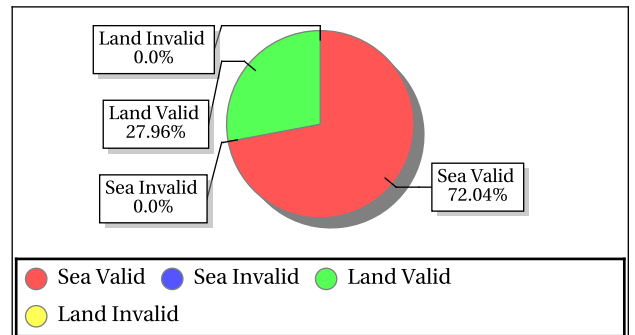 Land Invalid
0.0%
Land Valid
27.96%
Sea Invalid
0.0%
Sea Valid
72.04%
Sea Valid Sea Invalid Land Valid
Land Invalid